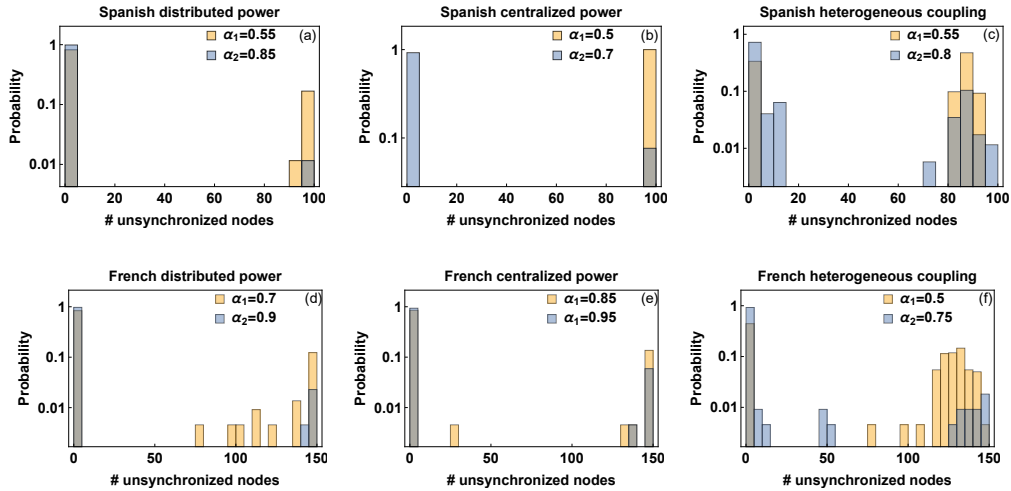 Spanish distributed power
(a)
α1=0.55
α2=0.85
Probability
1
0.1
0.01
0 20 40 60 80 100
# unsynchronized nodes
Spanish centralized power
(b)
α1=0.5
α2=0.7
Probability
1
0.1
0 20 40 60 80 100
# unsynchronized nodes
Spanish heterogeneous coupling
(c)
α1=0.55
α2=0.8
Probability
1
0.1
0.01
0 20 40 60 80 100
# unsynchronized nodes
French distributed power
(d)
α1=0.7
α2=0.9
Probability
1
0.1
0.01
0 50 100 150
# unsynchronized nodes
French centralized power
(e)
α1=0.85
α1=0.95
Probability
1
0.1
0.01
0 50 100 150
# unsynchronized nodes
French heterogeneous coupling
(f)
α1=0.5
α2=0.75
Probability
1
0.1
0.01
0 50 100 150
# unsynchronized nodes